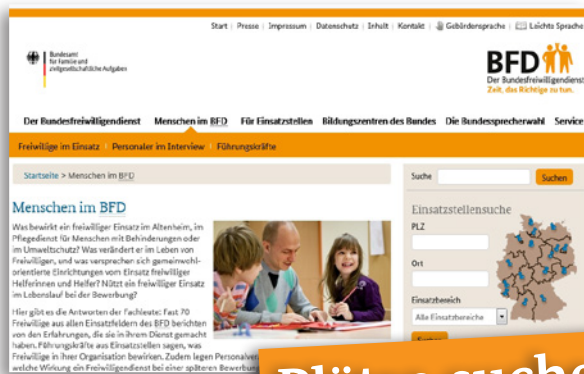 Start | Presse | Impressum | Datenschutz | Inhalt | Kontakt | Gebärdensprache | Leichte Sprache
Bundesamt
für Familie und
zivilgesellschaftliche Aufgaben
BFD
Der Bundesfreiwilligendienst
Zeit, das Richtige zu tun.
Der Bundesfreiwilligendienst Menschen im BFD Für Einsatzstellen Bildungszentren des Bundes Die Bundessprecherwahl Service
Freiwillige im Einsatz | Personaler im Interview | Führungskräfte
Startseite > Menschen im BFD
Menschen im BFD
Was bewirkt ein freiwilliger Einsatz im Altenheim, im
Pflegedienst für Menschen mit Behinderungen oder
im Umweltschutz? Was verändert er im Leben von
Freiwilligen, und was versprechen sich gemeinwohl-
orientierte Einrichtungen vom Einsatz freiwilliger
Helferinnen und Helfer? Nützt ein freiwilliger Einsatz
im Lebenslauf bei der Bewerbung?
Hier gibt es die Antworten der Fachleute: Fast 70
Freiwillige aus allen Einsatzfeldern des BFD berichten
von den Erfahrungen, die sie in ihrem Dienst gemacht
haben. Führungskräfte aus Einsatzstellen sagen, was
Freiwillige in ihrer Organisation bewirken. Zudem legen
welche Wirkung ein Freiwilligendienst bei einer späteren
Suche
Suchen
Einsatzstellensuche
PLZ
Ort
Einsatzbereich
Alle Einsatzbereiche